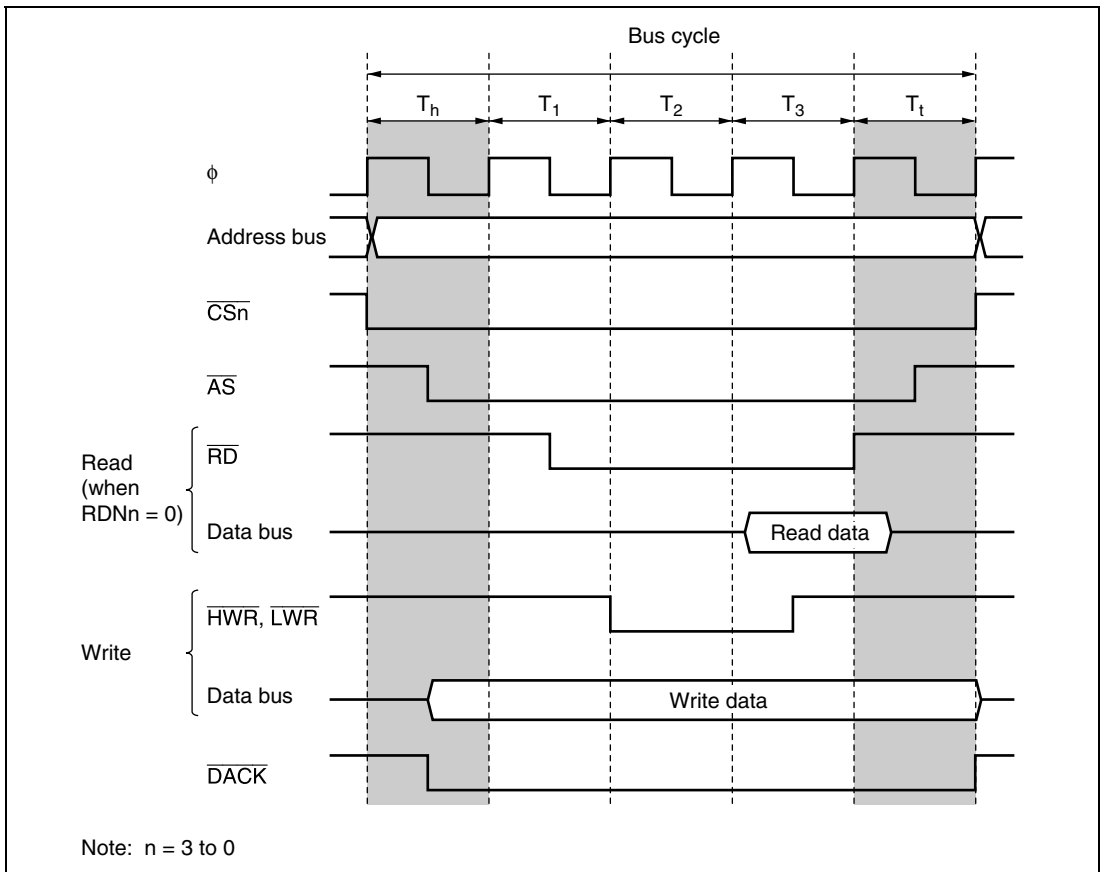 Bus cycle
Th T1 T2 T3 Tt
ϕ
Address bus
CSn
AS
Read
(when
RDNn = 0)
RD
Data bus
Read data
Write
HWR, LWR
Data bus
Write data
DACK
Note: n = 3 to 0